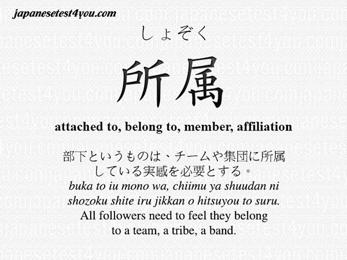 japanesetest4you.com
しょぞく
所属
attached to, belong to, member, affiliation
部下というものは、チームや集団に所属
している実感を必要とする。
buka to iu mono wa, chiimu ya shuudan ni
shozoku shite iru jikkan o hitsuyou to suru.
All followers need to feel they belong
to a team, a tribe, a band.